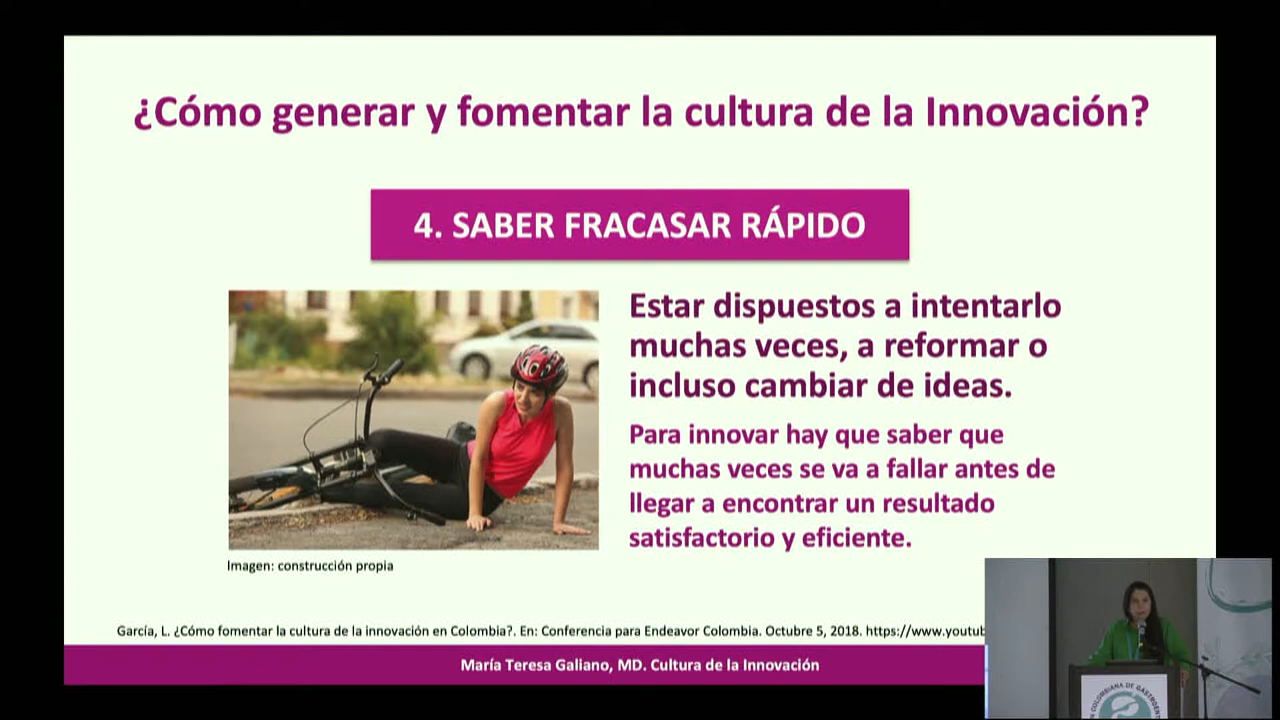 ¿Cómo generar y fomentar la cultura de la Innovación?
4. SABER FRACASAR RÁPIDO
Estar dispuestos a intentarlo
muchas veces, a reformar o
incluso cambiar de ideas.
Para innovar hay que saber que
muchas veces se va a fallar antes de
llegar a encontrar un resultado
satisfactorio y eficiente.
Imagen: construcción propia
García, L. ¿Cómo fomentar la cultura de la innovación en Colombia?. En: Conferencia para Endeavor Colombia. Octubre 5, 2018. https://www.youtub
María Teresa Galiano, MD. Cultura de la Innovación
COLOMBIANA DE GASTROENT